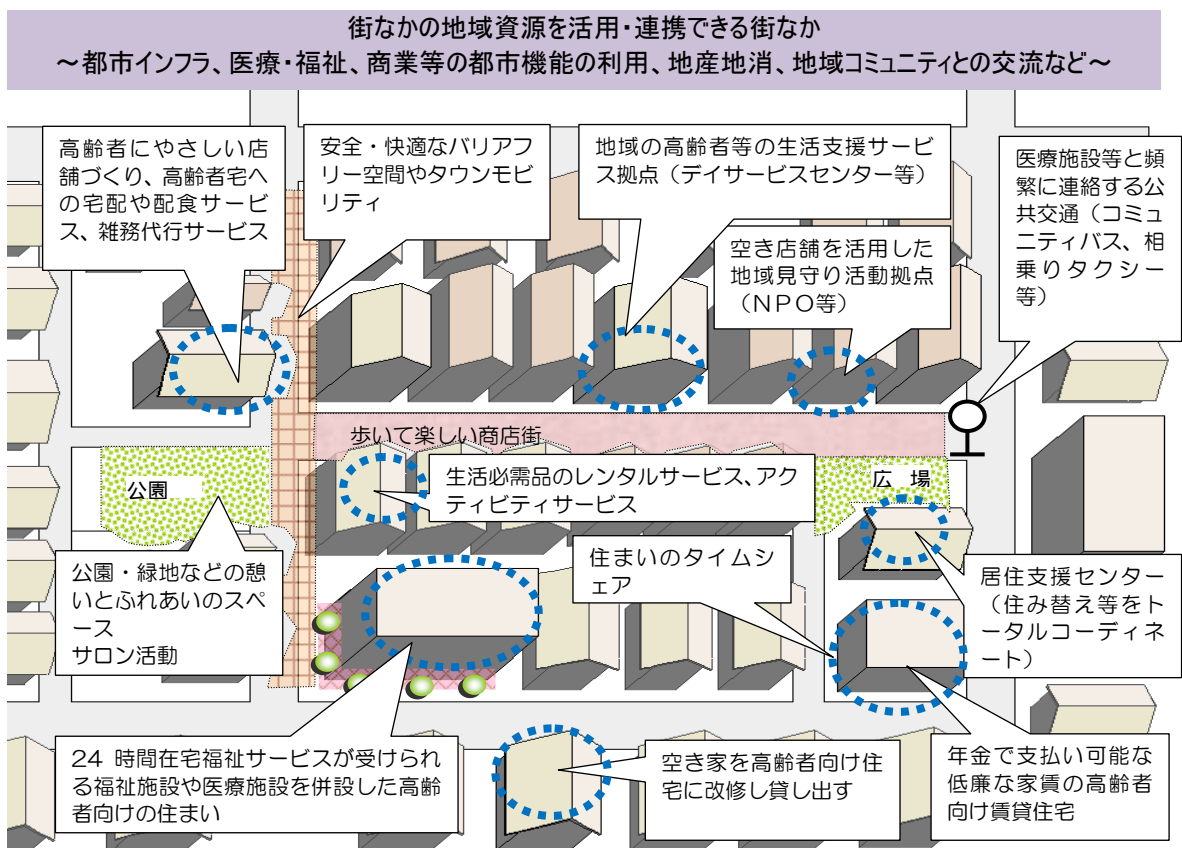 街なかの地域資源を活用・連携できる街なか
～都市インフラ、医療・福祉、商業等の都市機能の利用、地産地消、地域コミュニティとの交流など～
高齢者にやさしい店
舗づくり、高齢者宅へ
の宅配や配食サービ
ス、雑務代行サービス
安全・快適なバリアフ
リー空間やタウンモビ
リティ
地域の高齢者等の生活支援サービ
ス拠点（デイサービスセンター等）
空き店舗を活用した
地域見守り活動拠点
（ＮＰＯ等）
医療施設等と頻
繁に連絡する公
共交通（コミュ
ニティバス、相
乗りタクシー
等）
歩いて楽しい商店街
公園
生活必需品のレンタルサービス、アク
ティビティサービス
広　場
公園・緑地などの憩
いとふれあいのスペ
ース
サロン活動
住まいのタイムシ
ェア
居住支援センター
（住み替え等をト
ータルコーディネ
ート）
24 時間在宅福祉サービスが受けられ
る福祉施設や医療施設を併設した高齢
者向けの住まい
空き家を高齢者向け住
宅に改修し貸し出す
年金で支払い可能な
低廉な家賃の高齢者
向け賃貸住宅